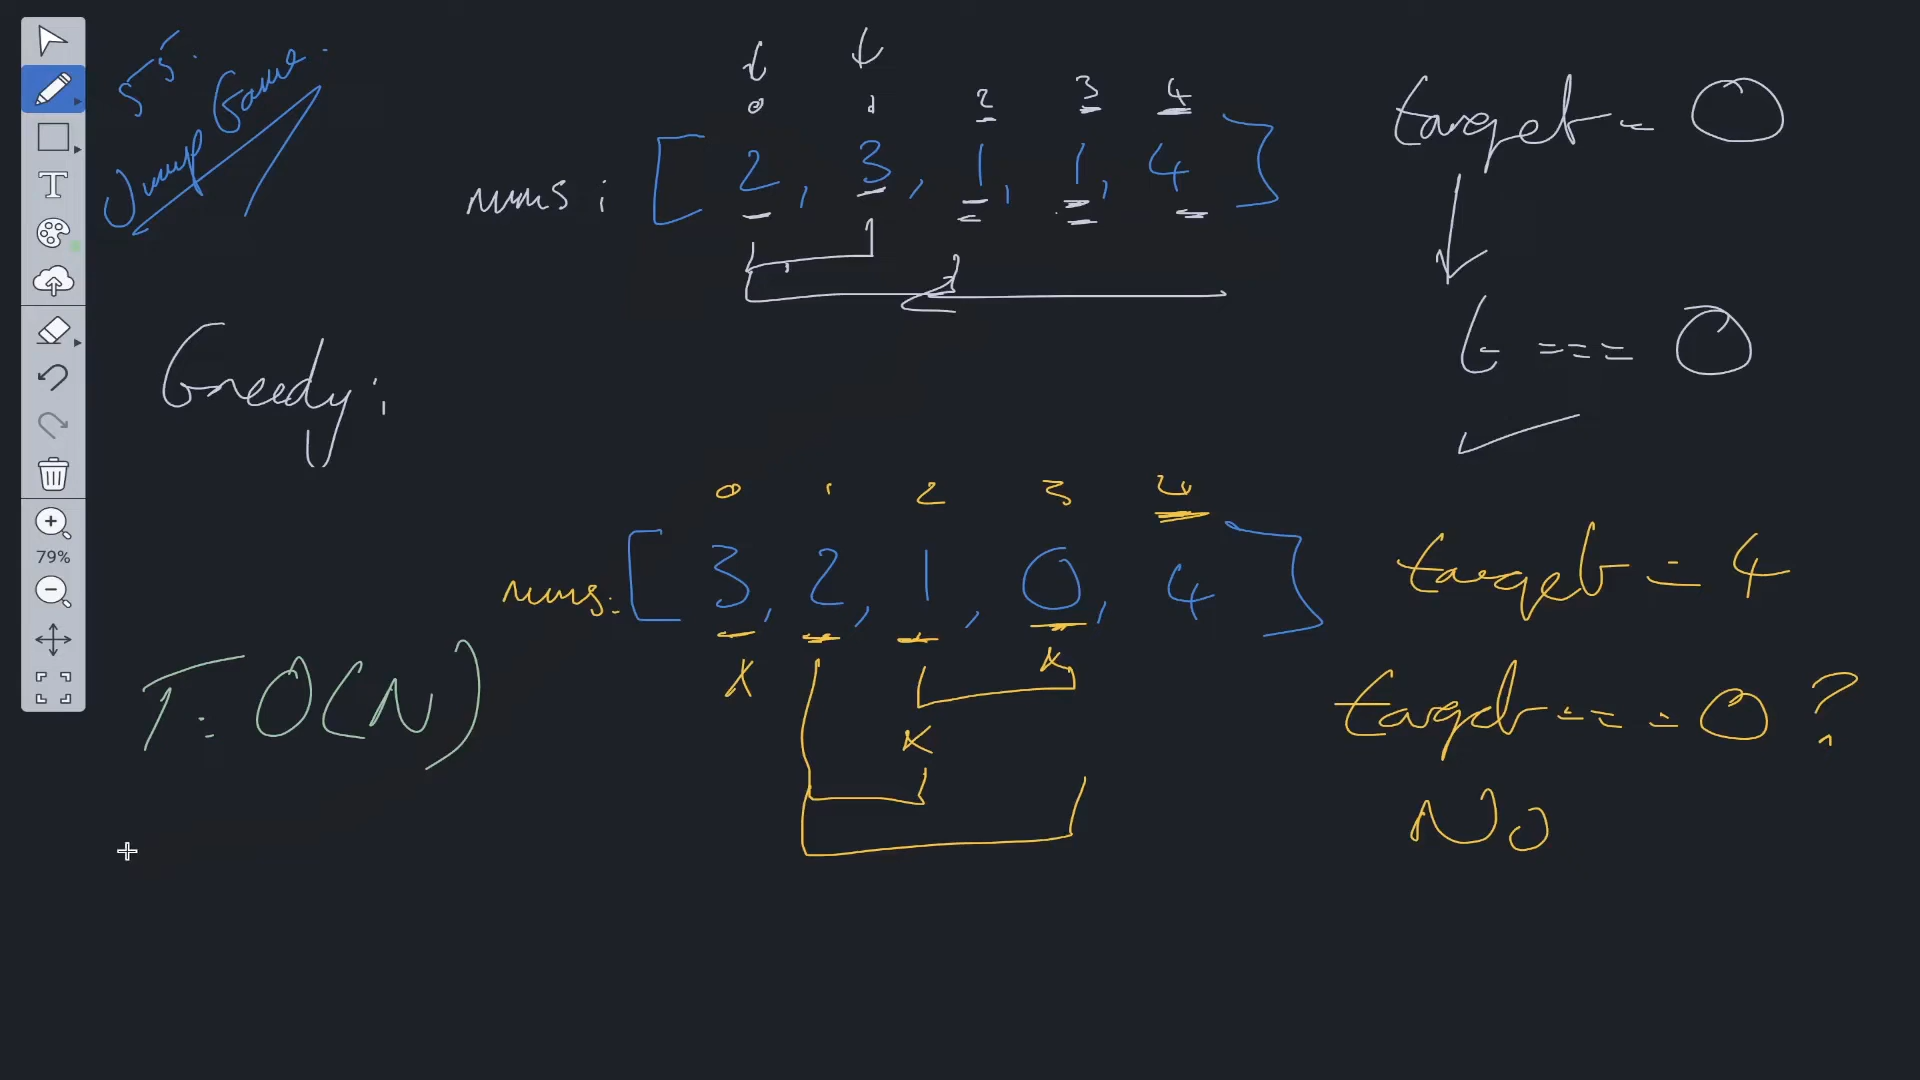 55.
Jump Game.
0 1 2 3 4
nums: [2, 3, 1, 1, 4]
target = 0
t === 0
Greedy:
0 1 2 3 4
nums: [3, 2, 1, 0, 4]
target = 4
target === 0 ?
No
T: O(N)
79%
T